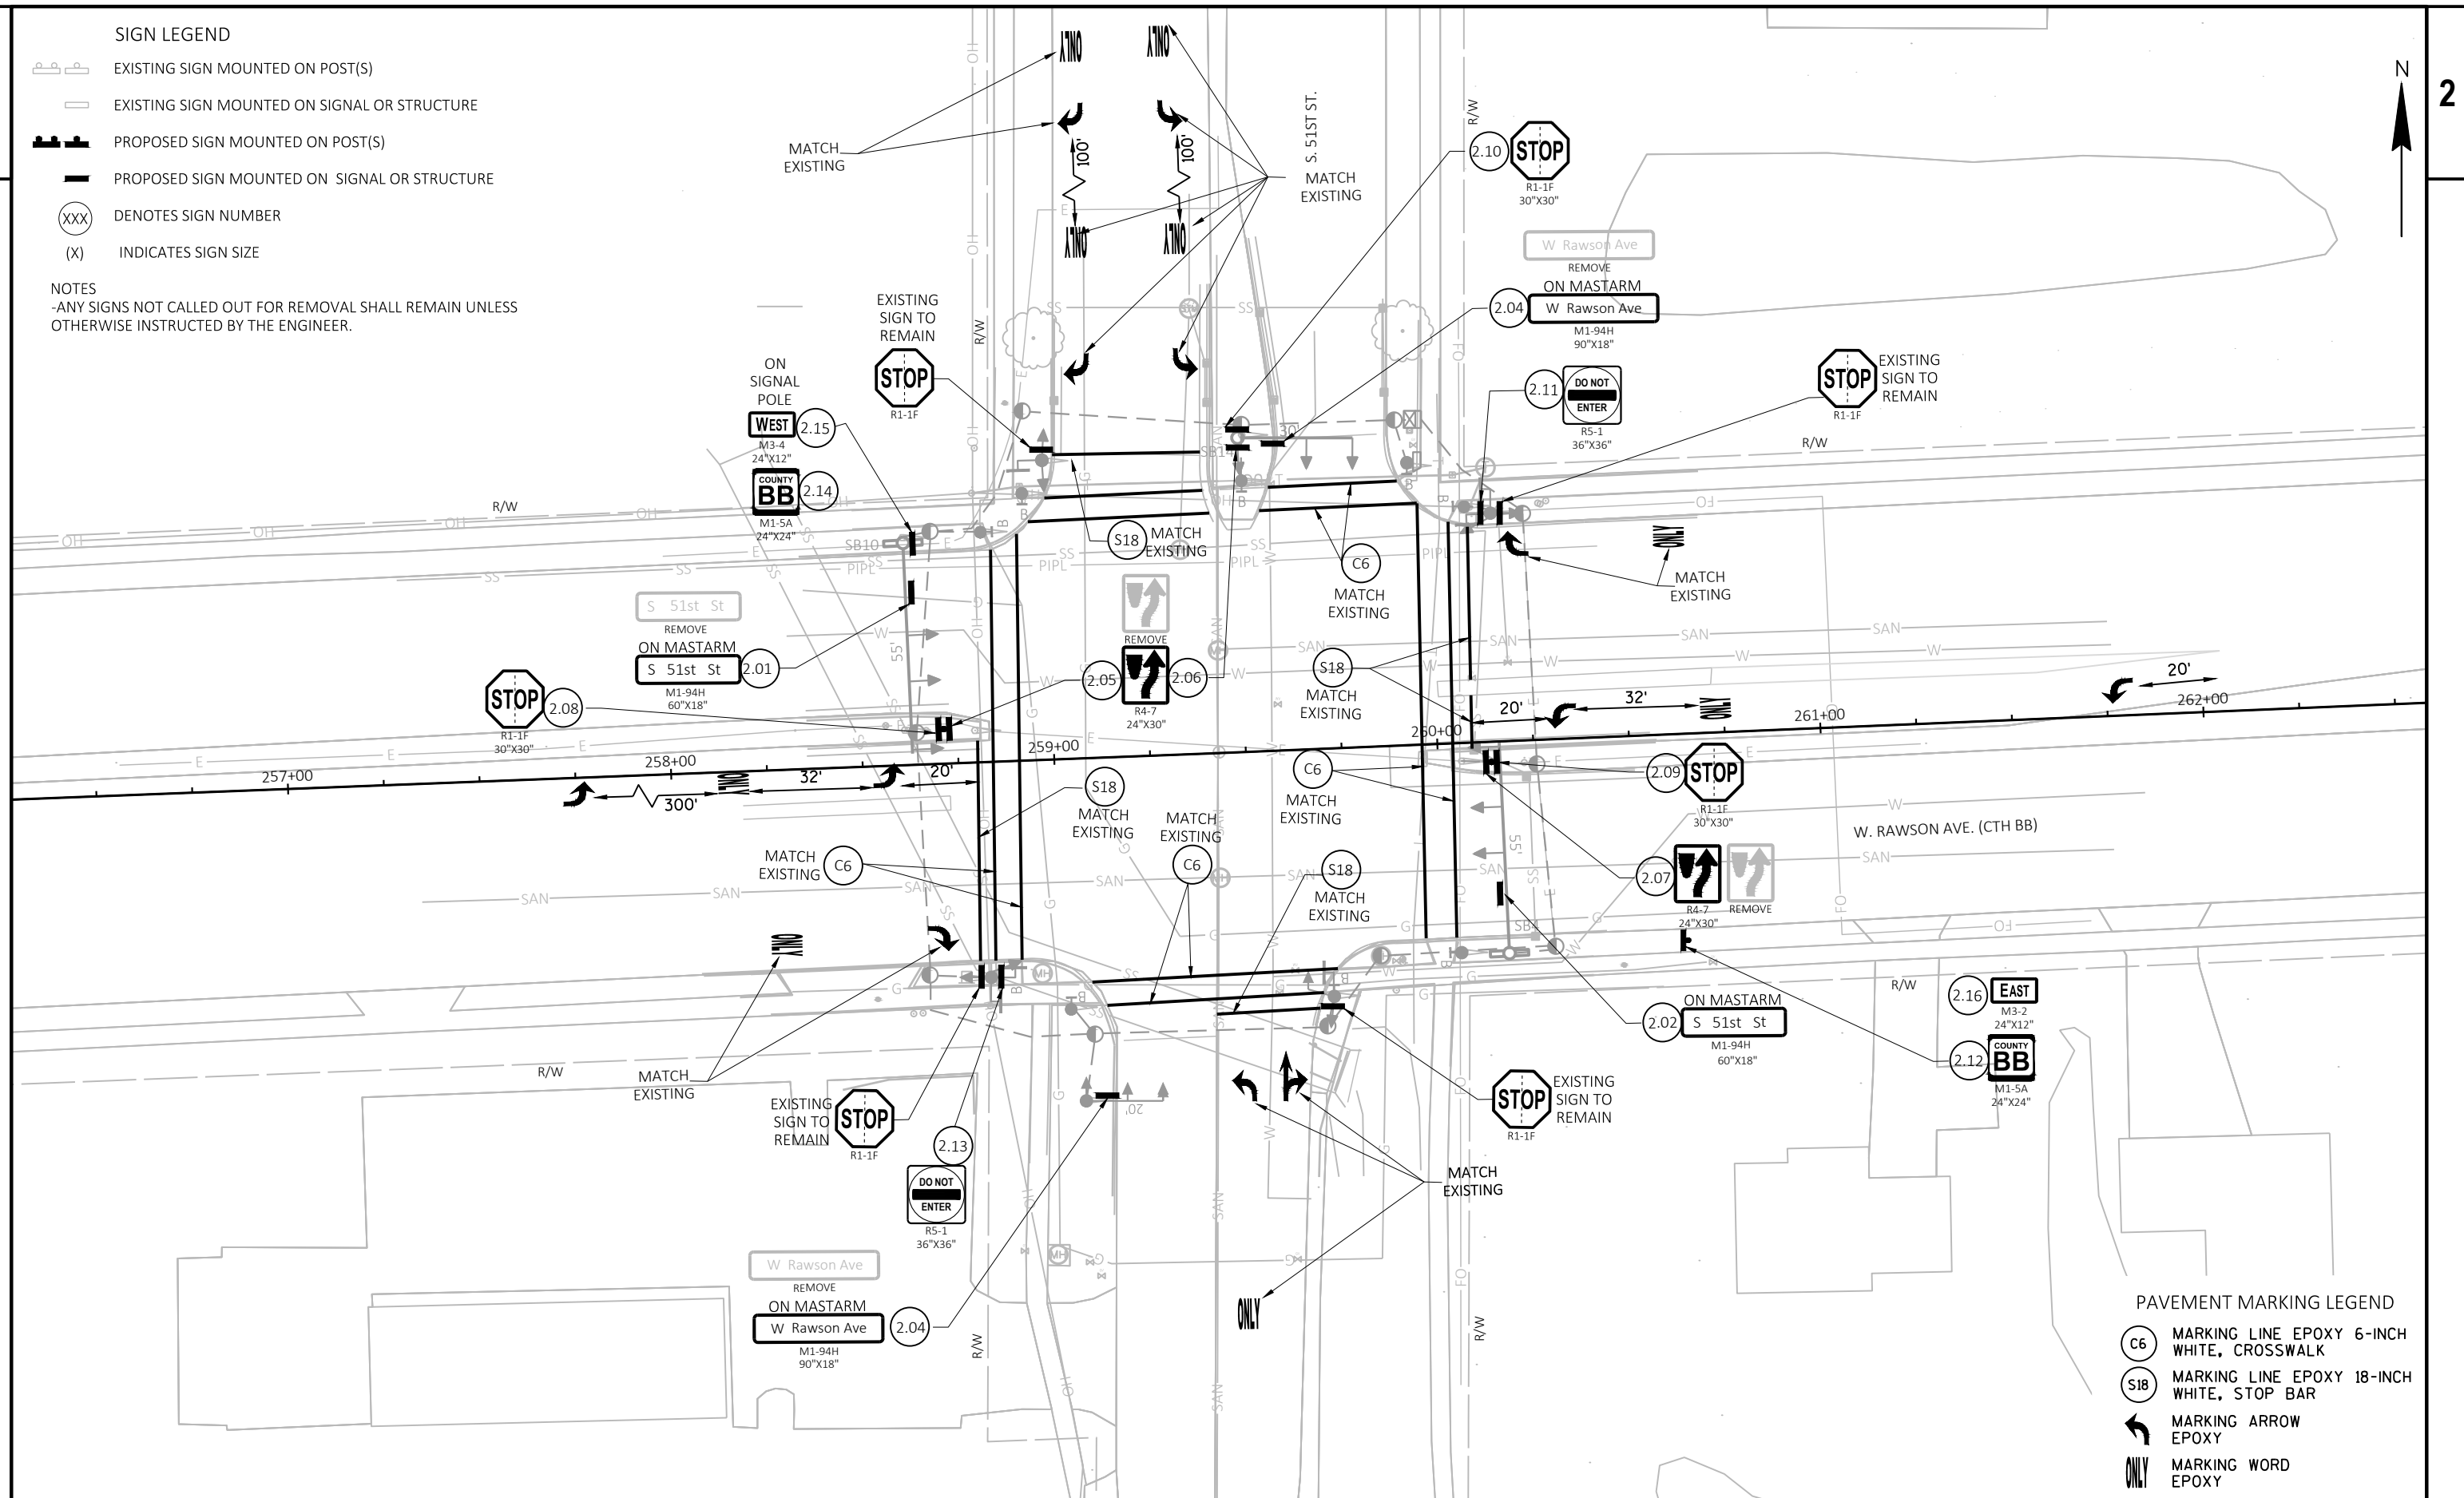 SIGN LEGEND
EXISTING SIGN MOUNTED ON POST(S)
EXISTING SIGN MOUNTED ON SIGNAL OR STRUCTURE
PROPOSED SIGN MOUNTED ON POST(S)
PROPOSED SIGN MOUNTED ON SIGNAL OR STRUCTURE
XXX DENOTES SIGN NUMBER
(X) INDICATES SIGN SIZE
NOTES
-ANY SIGNS NOT CALLED OUT FOR REMOVAL SHALL REMAIN UNLESS
OTHERWISE INSTRUCTED BY THE ENGINEER.
N
2
ONLY
ONLY
MATCH
EXISTING
100'
100'
ONLY
ONLY
S. 51ST ST.
MATCH
EXISTING
R/W
2.10
STOP
R1-1F
30"X30"
W Rawson Ave
REMOVE
ON MASTARM
2.04
W Rawson Ave
M1-94H
90"X18"
EXISTING
SIGN TO
REMAIN
STOP
R1-1F
R/W
ON
SIGNAL
POLE
WEST
2.15
M3-4
24"X12"
COUNTY
BB
2.14
M1-5A
24"X24"
2.11
DO NOT
ENTER
R5-1
36"X36"
STOP
R1-1F
EXISTING
SIGN TO
REMAIN
R/W
R/W
30'
SB14
SB10
S18
MATCH
EXISTING
C6
MATCH
EXISTING
ONLY
MATCH
EXISTING
S 51st St
REMOVE
ON MASTARM
S 51st St
2.01
M1-94H
60"X18"
55'
REMOVE
2.05
2.06
R4-7
24"X30"
S18
MATCH
EXISTING
STOP
2.08
R1-1F
30"X30"
20'
32'
ONLY
20'
257+00
258+00
259+00
260+00
261+00
262+00
300'
ONLY
32'
20'
S18
MATCH
EXISTING
C6
MATCH
EXISTING
2.09
STOP
R1-1F
30"X30"
W. RAWSON AVE. (CTH BB)
MATCH
EXISTING
C6
MATCH
EXISTING
C6
S18
MATCH
EXISTING
55'
2.07
R4-7
24"X30"
REMOVE
SB4
ONLY
MATCH
EXISTING
R/W
R/W
ON MASTARM
2.02
S 51st St
M1-94H
60"X18"
2.16
EAST
M3-2
24"X12"
2.12
COUNTY
BB
M1-5A
24"X24"
EXISTING
SIGN TO
REMAIN
STOP
R1-1F
2.13
DO NOT
ENTER
R5-1
36"X36"
20'
STOP
R1-1F
EXISTING
SIGN TO
REMAIN
MATCH
EXISTING
ONLY
W Rawson Ave
REMOVE
ON MASTARM
W Rawson Ave
2.04
M1-94H
90"X18"
R/W
R/W
PAVEMENT MARKING LEGEND
C6 MARKING LINE EPOXY 6-INCH
WHITE, CROSSWALK
S18 MARKING LINE EPOXY 18-INCH
WHITE, STOP BAR
MARKING ARROW
EPOXY
ONLY MARKING WORD
EPOXY